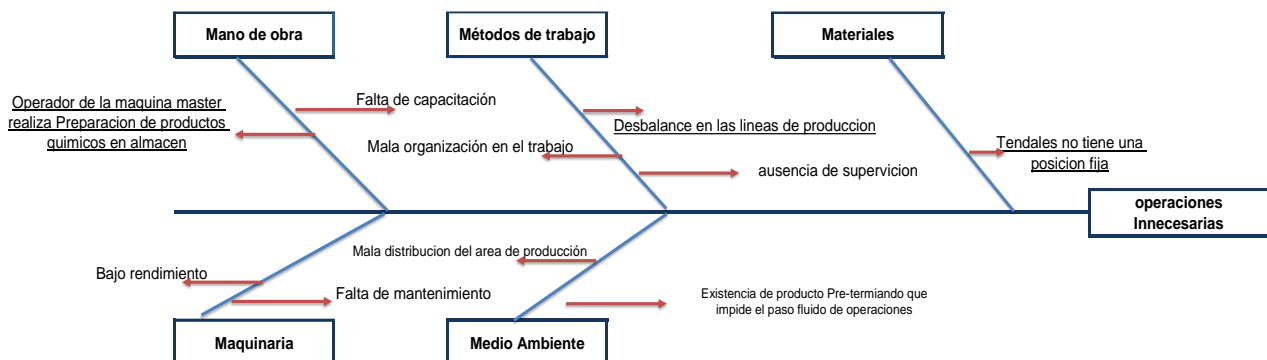 Mano de obra
Métodos de trabajo
Materiales
Operador de la maquina master
realiza Preparacion de productos
quimicos en almacen
Falta de capacitación
Desbalance en las lineas de produccion
Mala organización en el trabajo
ausencia de supervicion
Tendales no tiene una
posicion fija
operaciones
Innecesarias
Mala distribucion del area de producción
Bajo rendimiento
Falta de mantenimiento
Existencia de producto Pre-termiando que
impide el paso fluido de operaciones
Maquinaria
Medio Ambiente